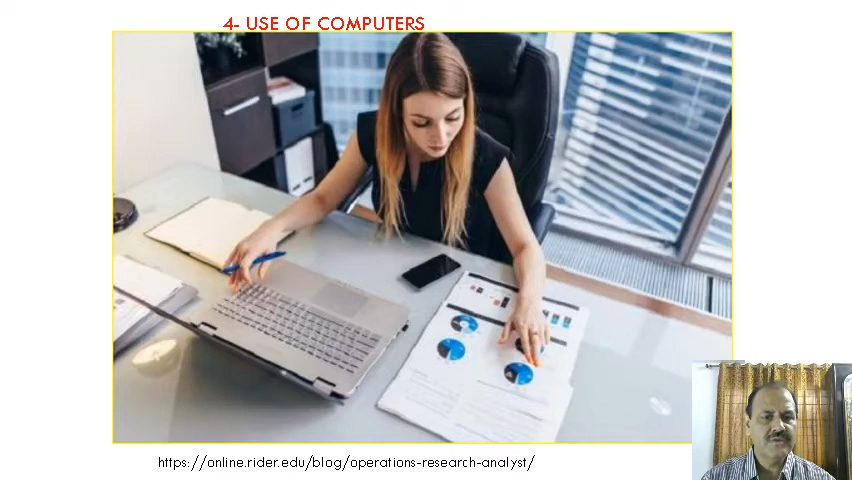 4- USE OF COMPUTERS
https://online.rider.edu/blog/operations-research-analyst/